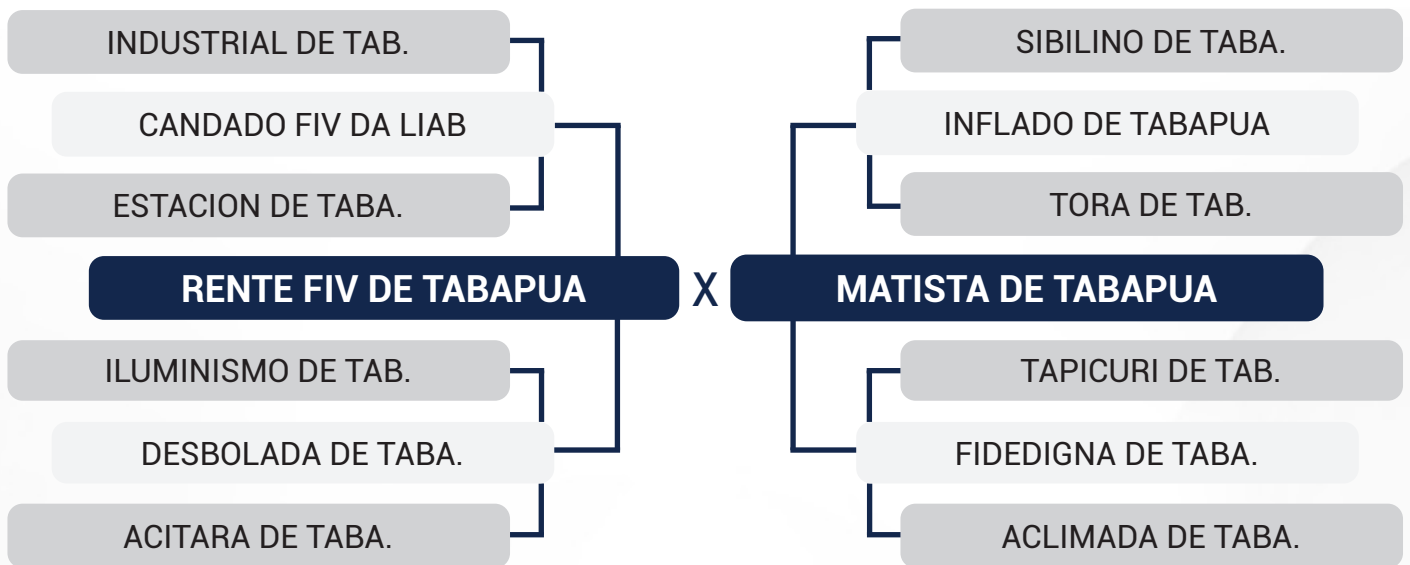 INDUSTRIAL DE TAB.
SIBILINO DE TABA.
CANDADO FIV DA LIAB
INFLADO DE TABAPUA
ESTACION DE TABA.
TORA DE TAB.
RENTE FIV DE TABAPUA X MATISTA DE TABAPUA
ILUMINISMO DE TAB.
TAPICURI DE TAB.
DESBOLADA DE TABA.
FIDEDIGNA DE TABA.
ACITARA DE TABA.
ACLIMADA DE TABA.